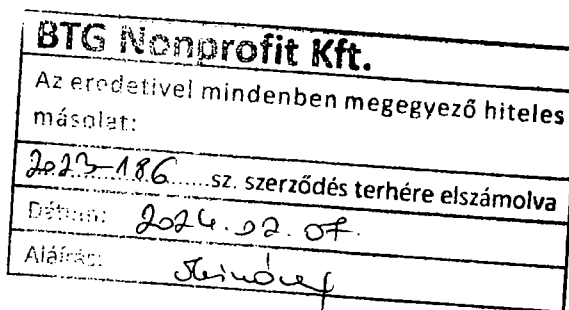 BTG Nonprofit Kft.
Az eredetivel mindenben megegyező hiteles
másolat:
2023-186......sz. szerződés terhére elszámolva
Dátum: 2024.02.07.
Aláírás: